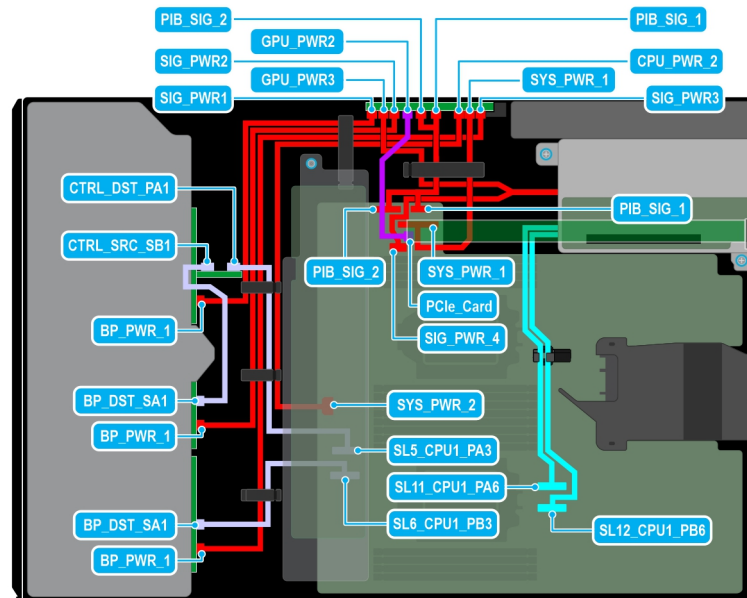 PIB_SIG_2
PIB_SIG_1
GPU_PWR2
SIG_PWR2
CPU_PWR_2
GPU_PWR3
SYS_PWR_1
SIG_PWR1
SIG_PWR3
CTRL_DST_PA1
PIB_SIG_1
CTRL_SRC_SB1
PIB_SIG_2
SYS_PWR_1
PCIe_Card
BP_PWR_1
SIG_PWR_4
BP_DST_SA1
SYS_PWR_2
BP_PWR_1
SL5_CPU1_PA3
SL11_CPU1_PA6
BP_DST_SA1
SL6_CPU1_PB3
SL12_CPU1_PB6
BP_PWR_1